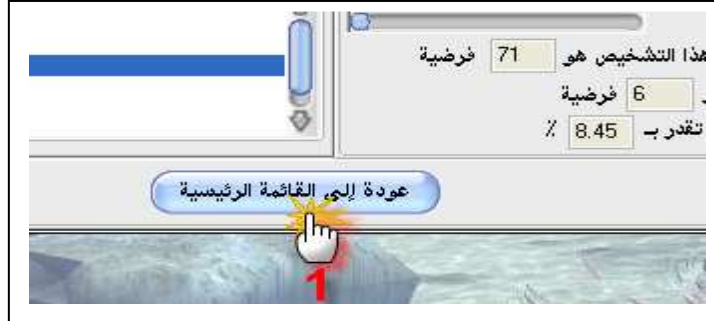 هذا التشخيص هو 71 فرضية
6 فرضية
تقدر بـ 8.45 %
عودة إلى القائمة الرئيسية
1